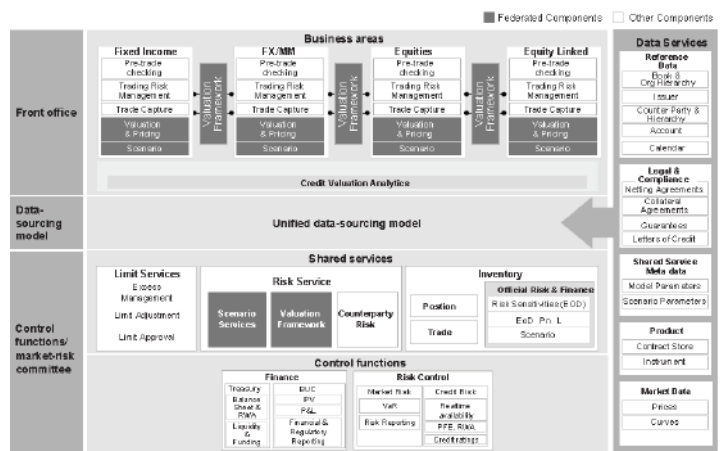 Federated Components
Other Components
Business areas
Front office
Fixed Income
Pre-trade
checking
Trading Risk
Management
Trade Capture
Valuation
& Pricing
Scenario
Valuation
Framework
FX/MM
Pre-trade
checking
Trading Risk
Management
Trade Capture
Valuation
& Pricing
Scenario
Valuation
Framework
Equities
Pre-trade
checking
Trading Risk
Management
Trade Capture
Valuation
& Pricing
Scenario
Valuation
Framework
Equity Linked
Pre-trade
checking
Trading Risk
Management
Trade Capture
Valuation
& Pricing
Scenario
Credit Valuation Analytics
Data-
sourcing
model
Unified data-sourcing model
Control
functions/
market-risk
committee
Shared services
Limit Services
Excess
Management
Limit Adjustment
Limit Approval
Risk Service
Scenario
Services
Valuation
Framework
Counterparty
Risk
Inventory
Position
Trade
Official Risk & Finance
Risk Sensitivities(EOD)
EoD Pn L
Scenario
Control functions
Finance
Treasury
Balance
Sheet &
RWA
Liquidity &
Funding
BUC
IPV
P&L
Financial &
Regulatory
Reporting
Risk Control
Market Risk
VaR
Risk Reporting
Credit Risk
Realtime
availability
PFE, RWA
Credit ratings
Data Services
Reference
Data
Book &
Org Hierarchy
Issuer
Counter Party &
Hierarchy
Account
Calendar
Legal &
Compliance
Netting Agreements
Collateral
Agreements
Guarantees
Letters of Credit
Shared Service
Meta data
Model Parameters
Scenario Parameters
Product
Contract Store
Instrument
Market Data
Prices
Curves